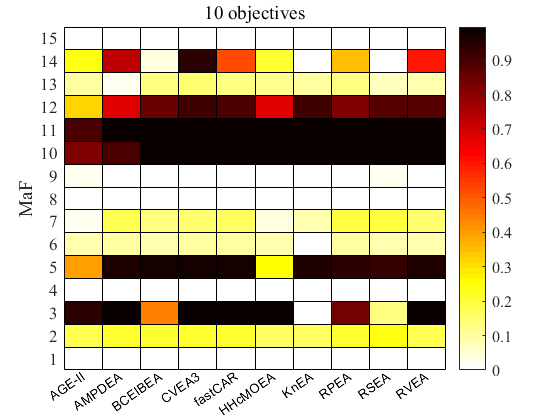 10 objectives
15
14
13
12
11
10
9
8
7
6
5
4
3
2
1
MaF
AGE-II
AMPDEA
BCEIBEA
CVEA3
fastCAR
HHcMOEA
KnEA
RPEA
RSEA
RVEA
0.9
0.8
0.7
0.6
0.5
0.4
0.3
0.2
0.1
0